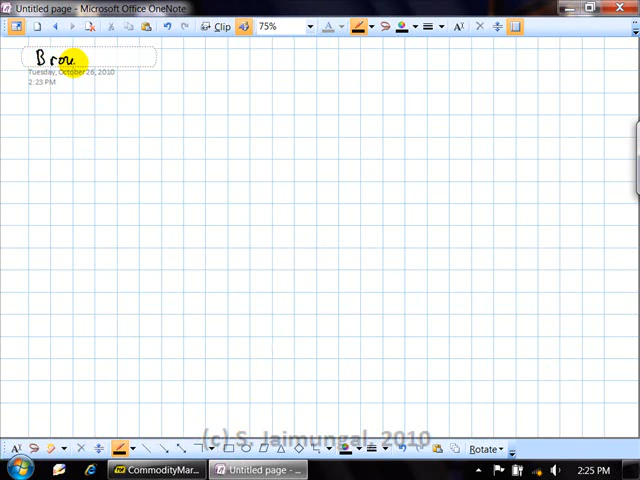 Untitled page - Microsoft Office OneNote
Clip 75%
Brow
Tuesday, October 26, 2010
2:23 PM
(c) S. Jaimungal, 2010
Rotate
CommodityMar...
Untitled page - ...
2:25 PM